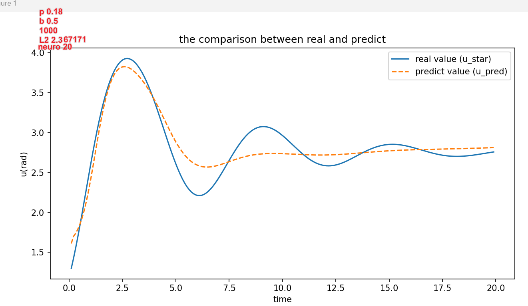 ure 1
p 0.18
b 0.5
1000
L2 2.367171
neuro 20
the comparison between real and predict
real value (u_star)
predict value (u_pred)
4.0
3.5
3.0
2.5
2.0
1.5
u(rad)
0.0 2.5 5.0 7.5 10.0 12.5 15.0 17.5 20.0
time